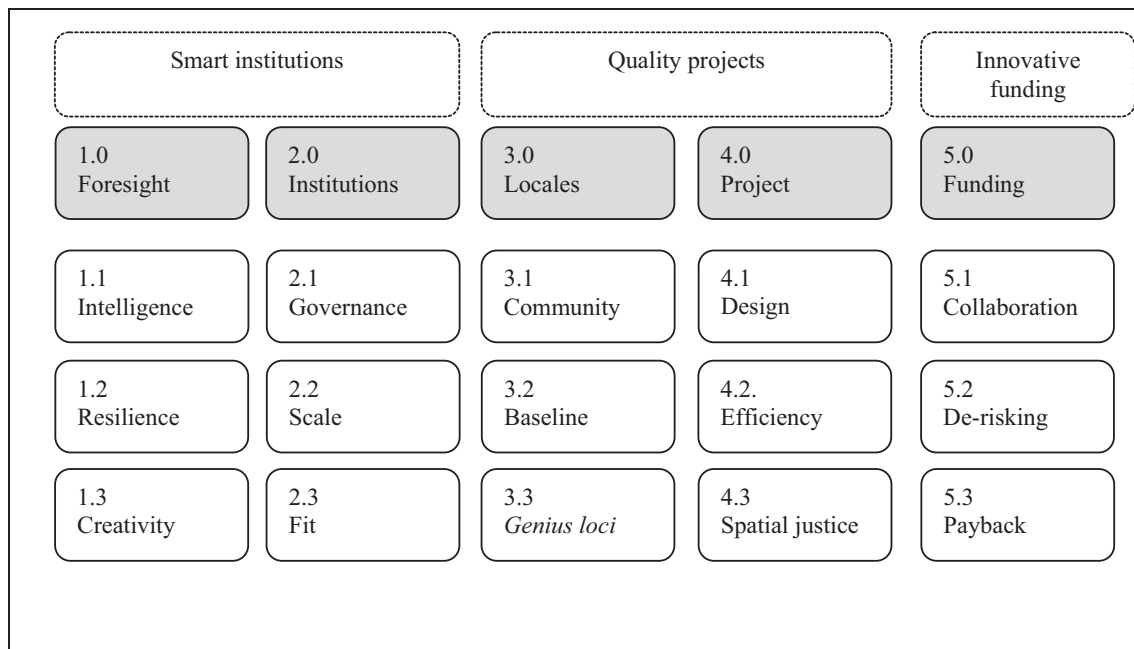 Smart institutions
Quality projects
Innovative
funding
1.0
Foresight
2.0
Institutions
3.0
Locales
4.0
Project
5.0
Funding
1.1
Intelligence
2.1
Governance
3.1
Community
4.1
Design
5.1
Collaboration
1.2
Resilience
2.2
Scale
3.2
Baseline
4.2.
Efficiency
5.2
De-risking
1.3
Creativity
2.3
Fit
3.3
Genius loci
4.3
Spatial justice
5.3
Payback